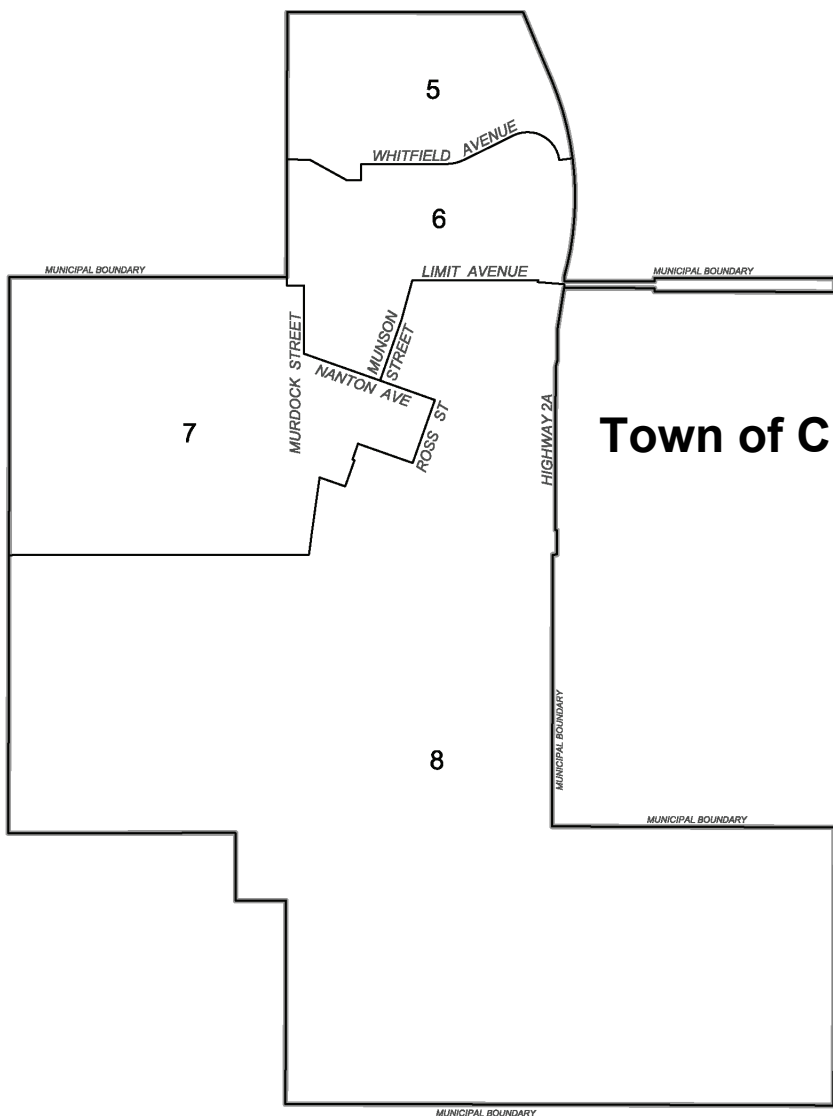 5
WHITFIELD AVENUE
6
MUNICIPAL BOUNDARY
LIMIT AVENUE
MUNICIPAL BOUNDARY
MURDOCK STREET
MUNSON
STREET
NANTON AVE
ROSS ST
7
HIGHWAY 2A
Town of C
MUNICIPAL BOUNDARY
8
MUNICIPAL BOUNDARY
MUNICIPAL BOUNDARY